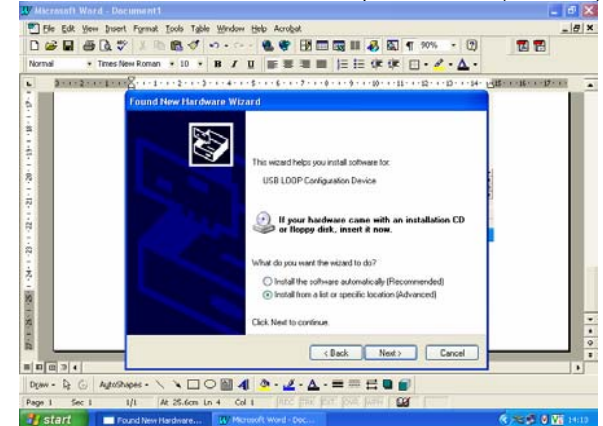 Microsoft Word - Document1
File Edit View Insert Format Tools Table Window Help Acrobat
90%
Normal Times New Roman 10 B I U
Found New Hardware Wizard
This wizard helps you install software for:
USB LOOP Configuration Device
If your hardware came with an installation CD
or floppy disk, insert it now.
What do you want the wizard to do?
Install the software automatically (Recommended)
Install from a list or specific location (Advanced)
Click Next to continue.
< Back Next > Cancel
Draw AutoShapes
Page 1 Sec 1 1/1 At 25.6cm Ln 4 Col 1
start Found New Hardware... Microsoft Word - Doc... 14:13